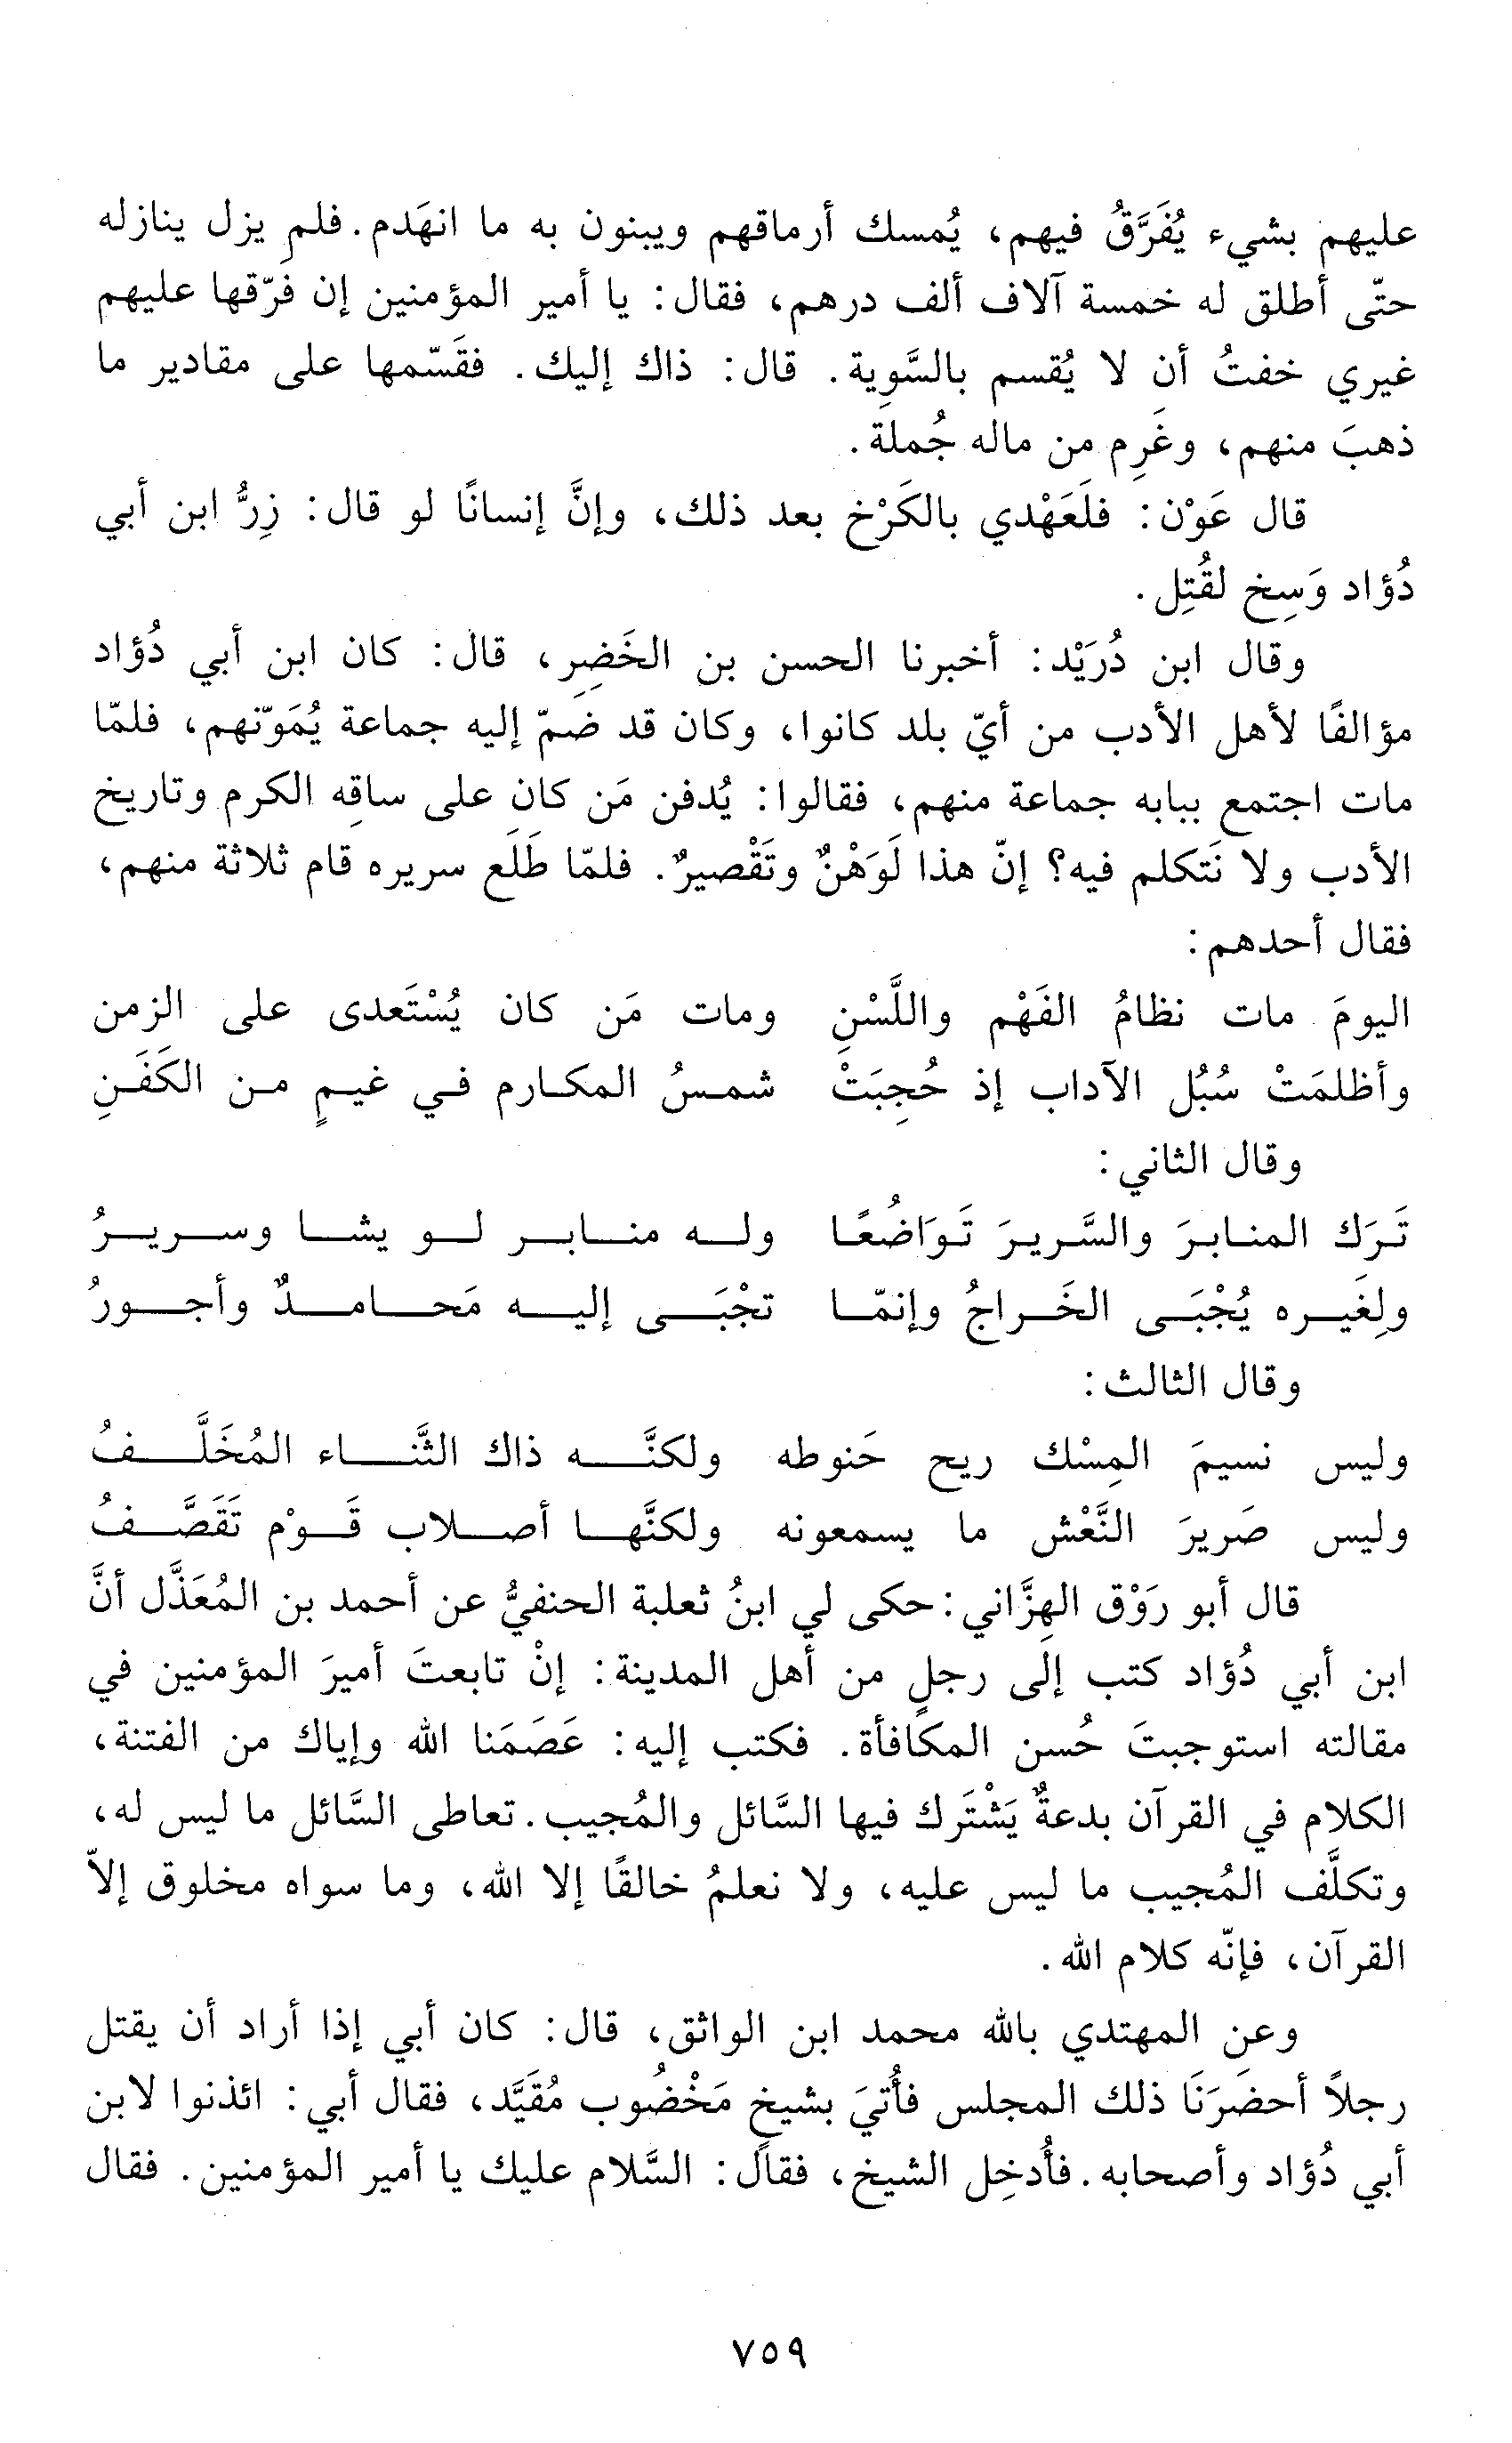 عليهم بشيء يُفَرَّقُ فيهم، يُمسك أرماقهم ويبنون به ما انهَدم. فلم يزل ينازله
حتّى أطلق له خمسة آلاف ألف درهم، فقال: يا أمير المؤمنين إن فَرّقها عليهم
غيري خفتُ أن لا يُقسم بالسَّوِية. قال: ذاك إليك. فقَسّمها على مقادير ما
ذهبَ منهم، وغَرِم من ماله جُملة.
قال عَوْن: فلَعَهْدي بالكَرْخ بعد ذلك، وإنَّ إنسانًا لو قال: زِرُّ ابن أبي
دُؤاد وَسِخ لقُتِل.
وقال ابن دُرَيْد: أخبرنا الحسن بن الخَضِر، قال: كان ابن أبي دُؤاد
مؤالفًا لأهل الأدب من أيّ بلد كانوا، وكان قد ضَمّ إليه جماعة يُمَوّنهم، فلمّا
مات اجتمع ببابه جماعة منهم، فقالوا: يُدفن مَن كان على ساقِه الكرم وتاريخ
الأدب ولا نَتكلم فيه؟ إنّ هذا لَوَهْنٌ وتَقْصيرٌ. فلمّا طَلَع سريره قام ثلاثة منهم،
فقال أحدهم:
اليومَ مات نظامُ الفَهْم واللَّسْنِ ومات مَن كان يُسْتَعدى على الزمن
وأظلمَتْ سُبُل الآداب إذ حُجِبَتْ شمسُ المكارم في غيمٍ من الكَفَنِ
وقال الثاني:
تَرَك المنابرَ والسَّريرَ تَوَاضُعًا وله منابر لو يشا وسريرُ
ولِغَيره يُجْبَى الخَراجُ وإنمّا تجْبَى إليه مَحامدٌ وأجورُ
وقال الثالث:
وليس نسيمَ المِسْك ريح حَنوطه ولكنَّه ذاك الثَّناء المُخَلَّفُ
وليس صَريرَ النَّعْش ما يسمعونه ولكنَّها أصلاب قَوْم تَقَصَّفُ
قال أبو رَوْق الهِزَّاني: حكى لي ابنُ ثعلبة الحنفيُّ عن أحمد بن المُعَذَّل أنَّ
ابن أبي دُؤاد كتب إلى رجلٍ من أهل المدينة: إنْ تابعتَ أميرَ المؤمنين في
مقالته استوجبتَ حُسن المكافأة. فكتب إليه: عَصَمَنا الله وإياك من الفتنة،
الكلام في القرآن بدعةٌ يَشْتَرك فيها السَّائل والمُجيب. تعاطى السَّائل ما ليس له،
وتكلَّف المُجيب ما ليس عليه، ولا نعلمُ خالقًا إلا الله، وما سواه مخلوق إلاّ
القرآن، فإنّه كلام الله.
وعن المهتدي بالله محمد ابن الواثق، قال: كان أبي إذا أراد أن يقتل
رجلاً أحضَرَنَا ذلك المجلس فأُتيَ بشيخٍ مَخْضُوب مُقَيَّد، فقال أبي: ائذنوا لابن
أبي دُؤاد وأصحابه. فأُدخِل الشيخ، فقال: السَّلام عليك يا أمير المؤمنين. فقال
٧٥٩